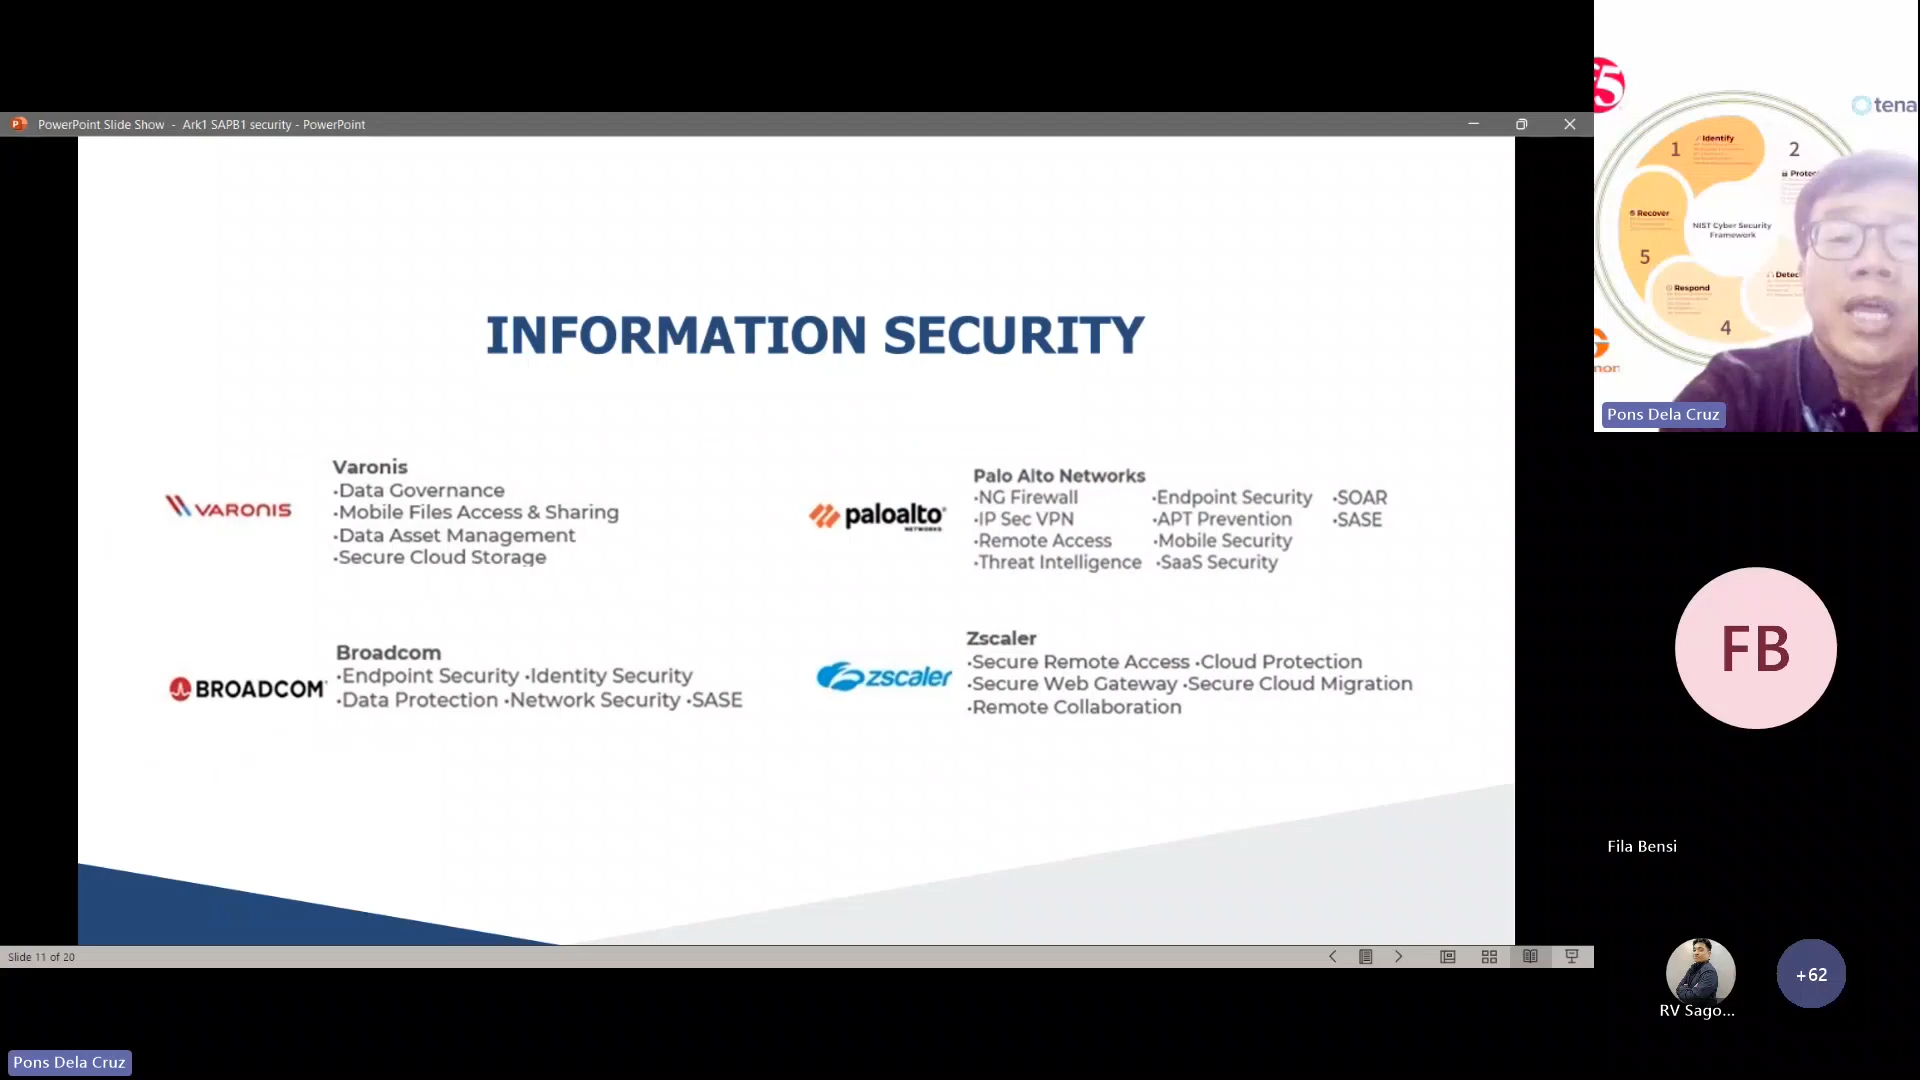 PowerPoint Slide Show - Ark1 SAPB1 security - PowerPoint
INFORMATION SECURITY
VARONIS
Varonis
·Data Governance
·Mobile Files Access & Sharing
·Data Asset Management
·Secure Cloud Storage
paloalto
NETWORKS
Palo Alto Networks
·NG Firewall ·Endpoint Security ·SOAR
·IP Sec VPN ·APT Prevention ·SASE
·Remote Access ·Mobile Security
·Threat Intelligence ·SaaS Security
BROADCOM
Broadcom
·Endpoint Security ·Identity Security
·Data Protection ·Network Security ·SASE
zscaler
Zscaler
·Secure Remote Access ·Cloud Protection
·Secure Web Gateway ·Secure Cloud Migration
·Remote Collaboration
Slide 11 of 20
Pons Dela Cruz
5
tena
1
Identify
2
Protec
Recover
NIST Cyber Security
Framework
5
Detec
Respond
4
non
Pons Dela Cruz
FB
Fila Bensi
RV Sago...
+62